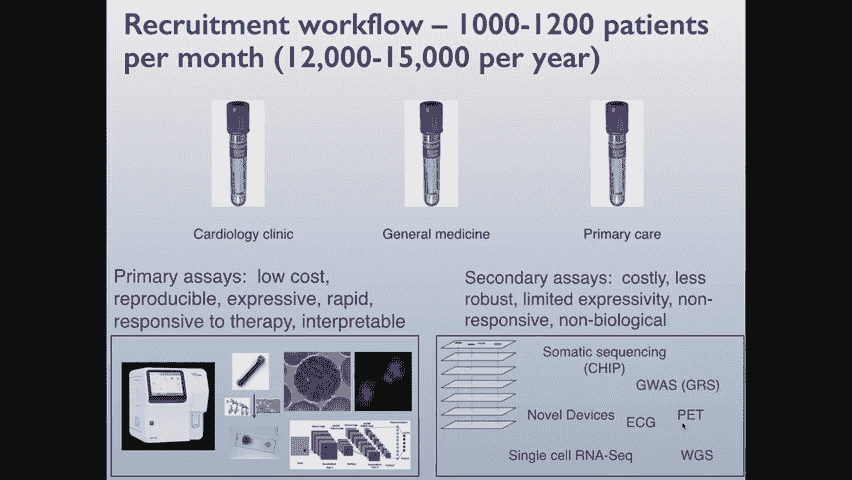 Recruitment workflow – 1000-1200 patients
per month (12,000-15,000 per year)
Cardiology clinic
General medicine
Primary care
Primary assays: low cost,
reproducible, expressive, rapid,
responsive to therapy, interpretable
Secondary assays: costly, less
robust, limited expressivity, non-
responsive, non-biological
Somatic sequencing
(CHIP)
GWAS (GRS)
Novel Devices
ECG
PET
Single cell RNA-Seq
WGS